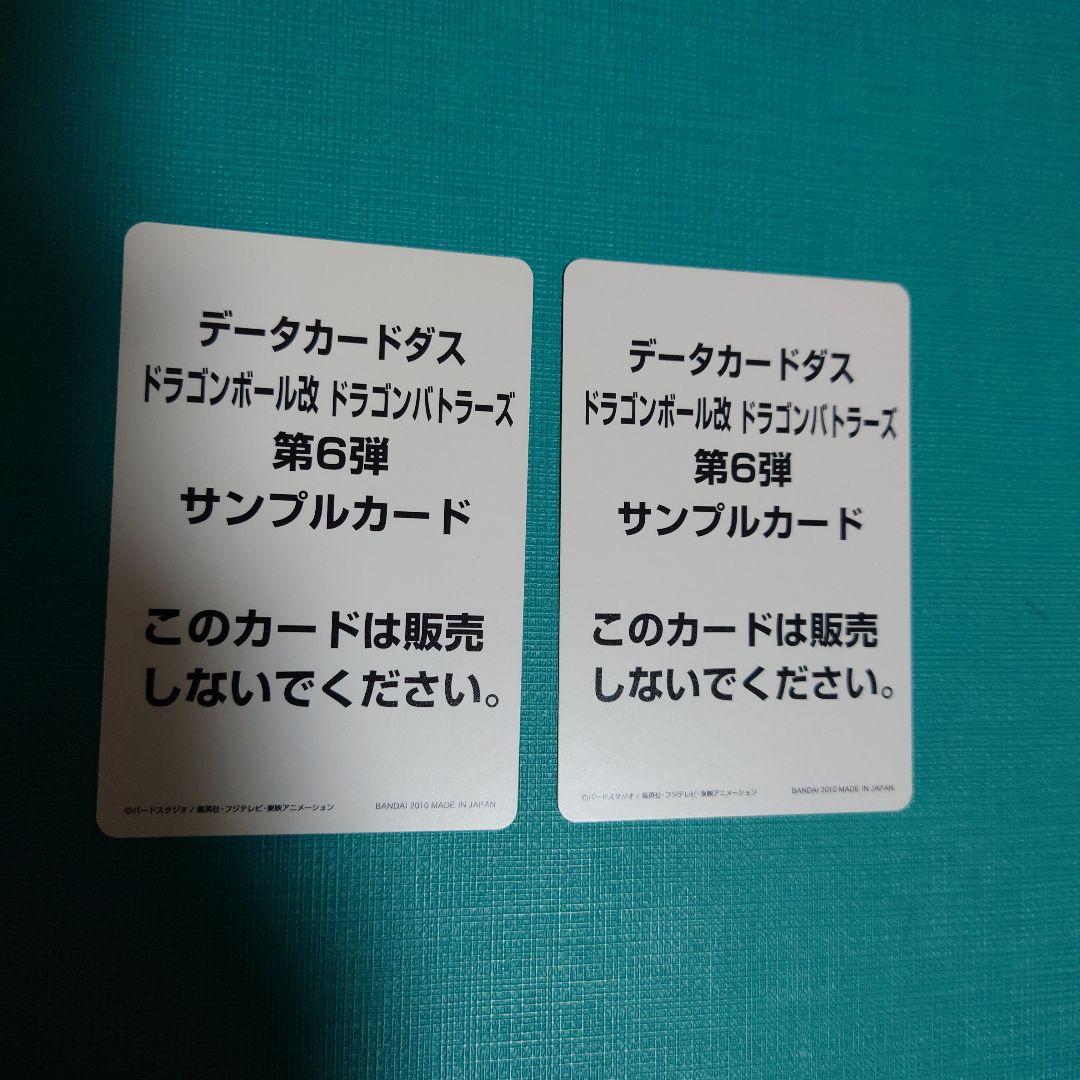 データカードダス
ドラゴンボール改 ドラゴンバトラーズ
第6弾
サンプルカード
このカードは販売
しないでください。
©バードスタジオ / 集英社・フジテレビ・東映アニメーション
BANDAI 2010 MADE IN JAPAN
データカードダス
ドラゴンボール改 ドラゴンバトラーズ
第6弾
サンプルカード
このカードは販売
しないでください。
©バードスタジオ / 集英社・フジテレビ・東映アニメーション
BANDAI 2010 MADE IN JAPAN